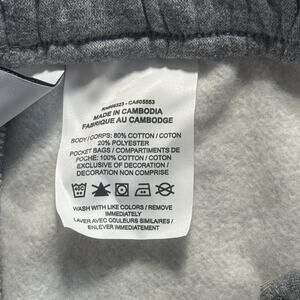 CA#05553
MADE IN CAMBODIA
FABRIQUE AU CAMBODGE
BODY/CORPS: 80% COTTON / COTON
20% POLYESTER
POCKET BAGS / COMPARTIMENTS DE
POCHE: 100% COTTON / COTON
EXCLUSIVE OF DECORATION /
DECORATION NON COMPRISE
WASH WITH LIKE COLORS / REMOVE
IMMEDIATELY
LAVER AVEC COULEURS SIMILAIRES /
ENLEVER IMMEDIATEMENT